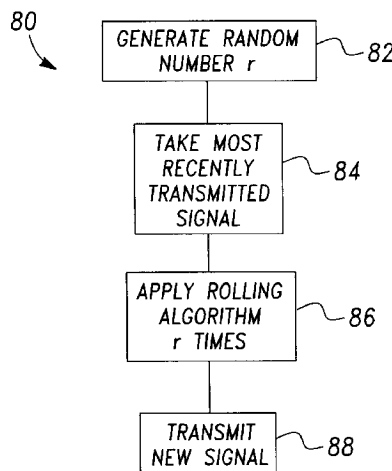 80
GENERATE RANDOM
NUMBER r
82
TAKE MOST
RECENTLY
TRANSMITTED
SIGNAL
84
APPLY ROLLING
ALGORITHM
r TIMES
86
TRANSMIT
NEW SIGNAL
88